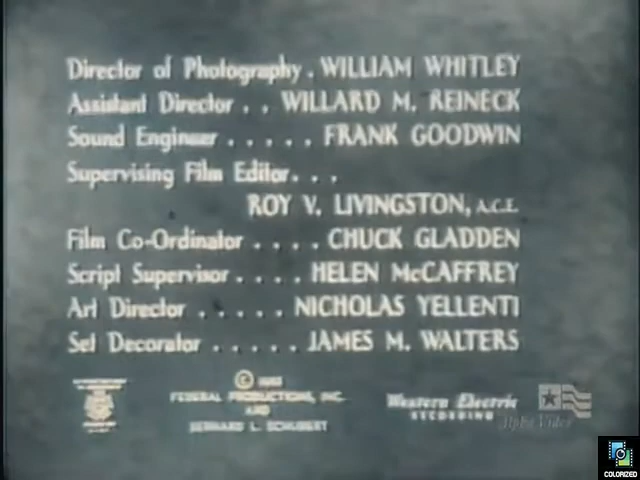 Director of Photography . WILLIAM WHITLEY
Assistant Director . . WILLARD M. REINECK
Sound Engineer . . . . . FRANK GOODWIN
Supervising Film Editor. . .
ROY V. LIVINGSTON, A.C.E.
Film Co-Ordinator . . . . CHUCK GLADDEN
Script Supervisor . . . . HELEN McCAFFREY
Art Director . . . . . NICHOLAS YELLENTI
Set Decorator . . . . . JAMES M. WALTERS
©
FEDERAL PRODUCTIONS, INC.
AND
BERNARD L. SCHUBERT
Western Electric
RECORDING
COLORIZED